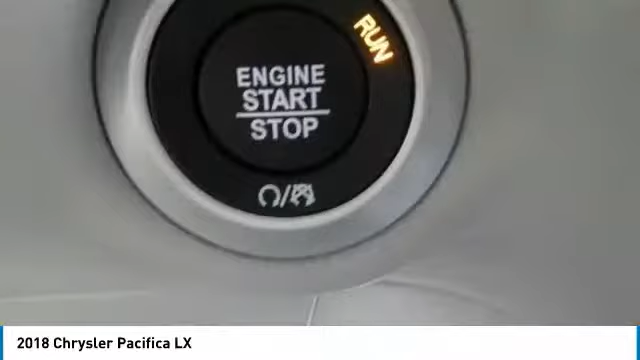 RUN
ENGINE
START
STOP
2018 Chrysler Pacifica LX